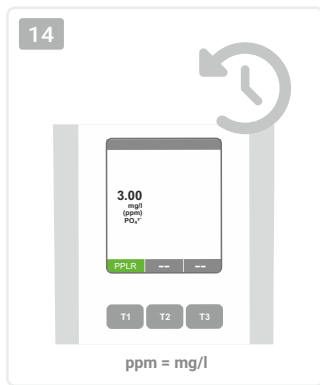 14
3.00
mg/l
(ppm)
PO₄³⁻
PPLR -- --
T1 T2 T3
ppm = mg/l